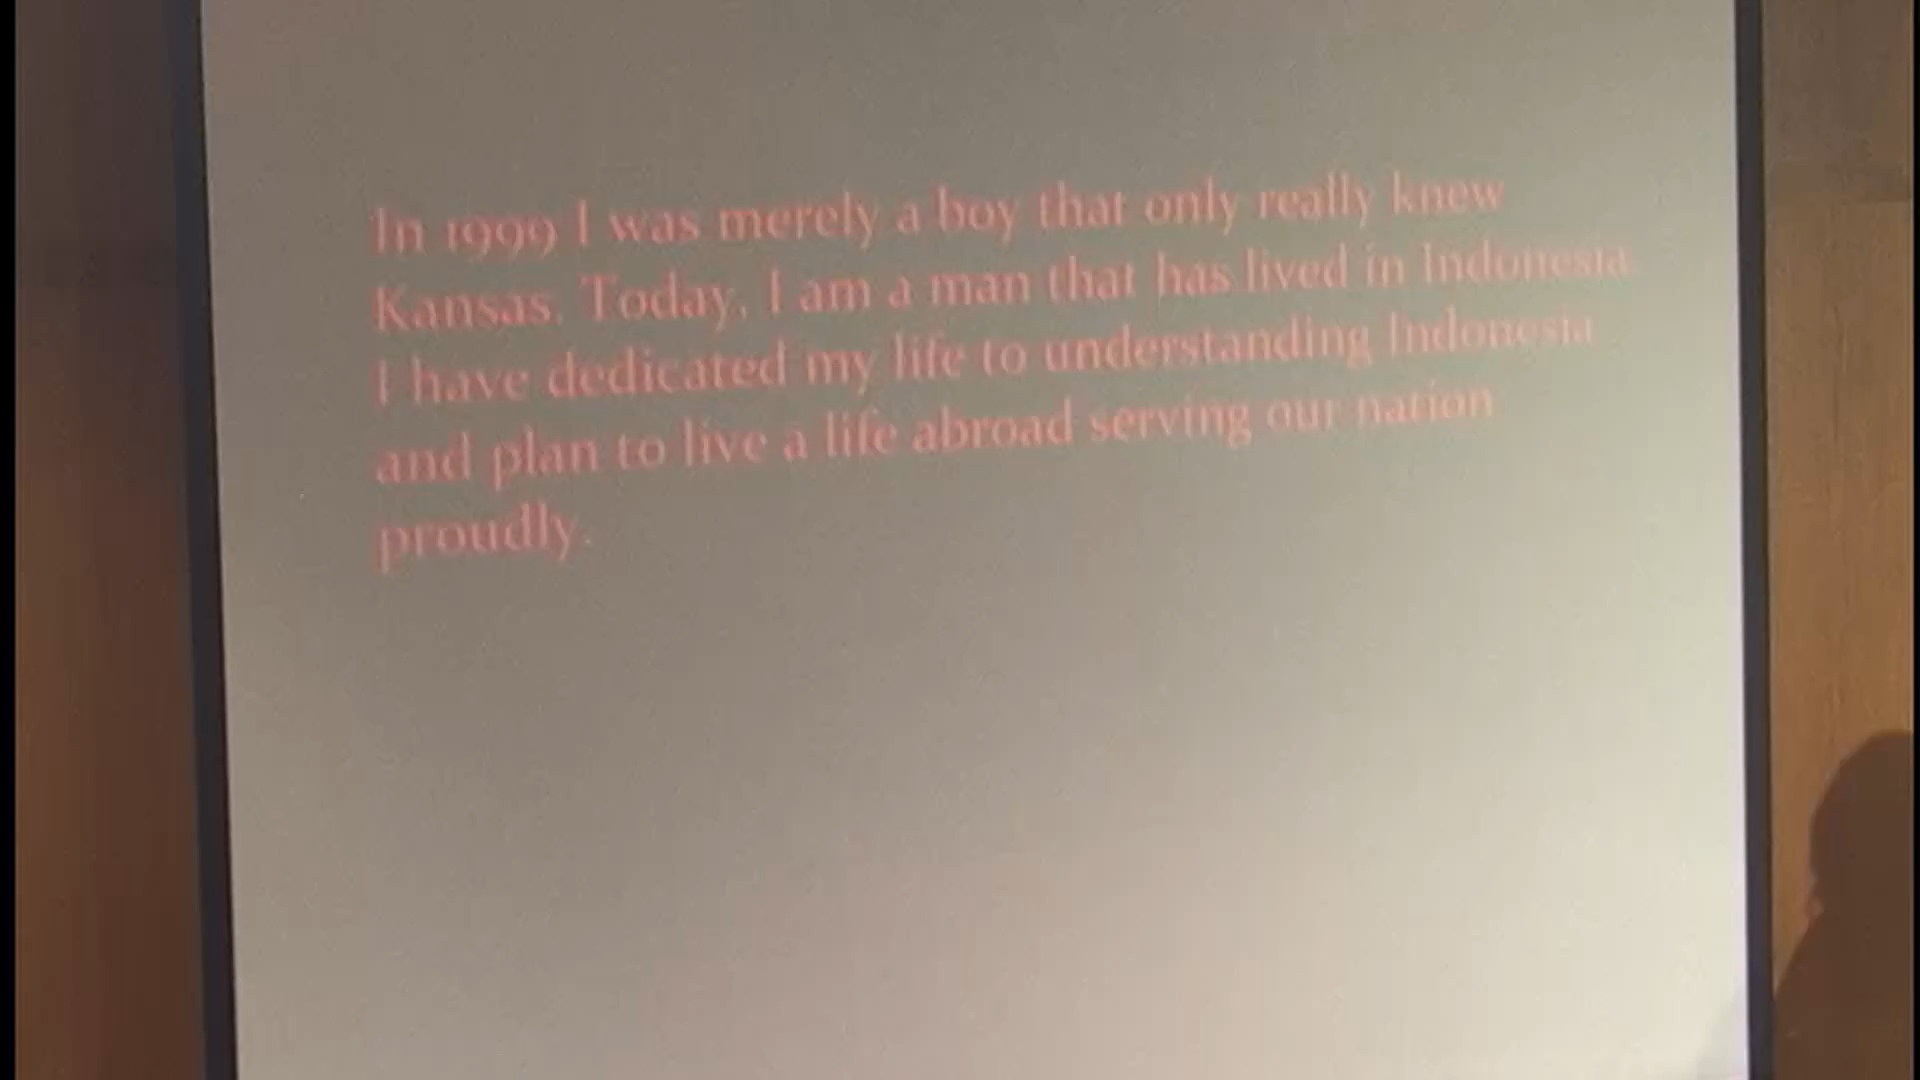 In 1999 I was merely a boy that only really knew
Kansas. Today, I am a man that has lived in Indonesia.
I have dedicated my life to understanding Indonesia
and plan to live a life abroad serving our nation
proudly.